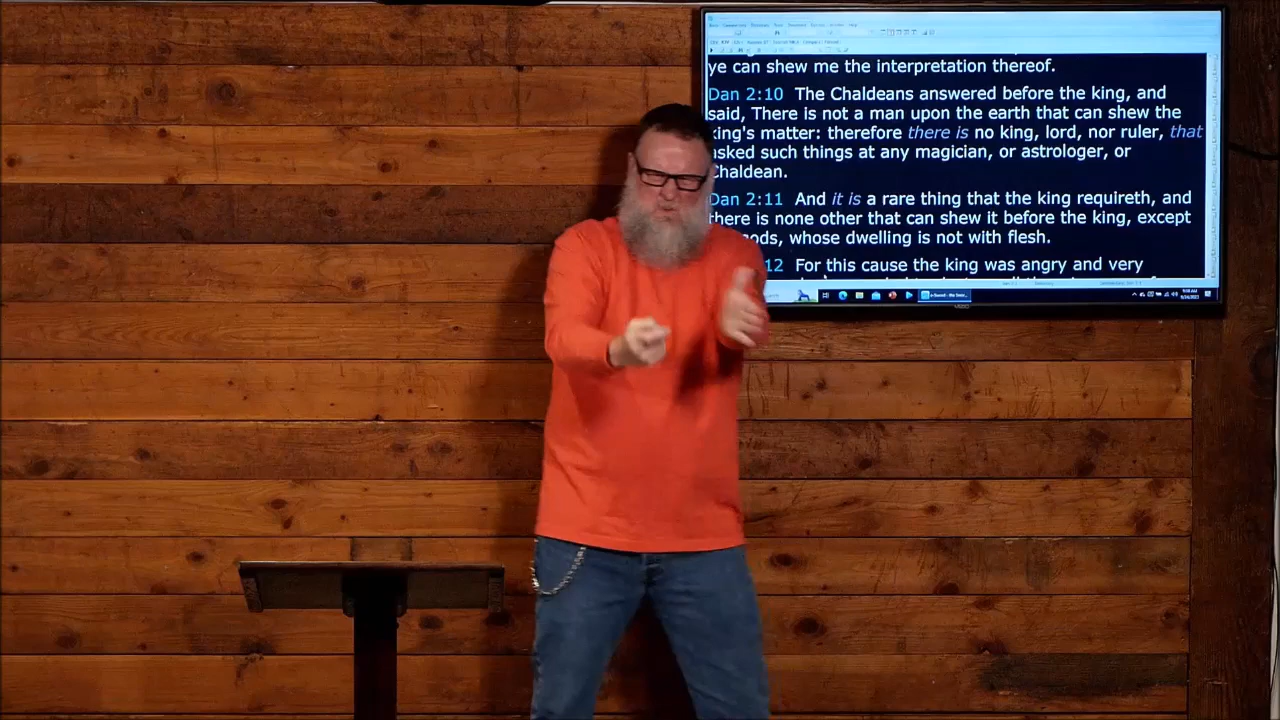 ye can shew me the interpretation thereof.
Dan 2:10 The Chaldeans answered before the king, and
said, There is not a man upon the earth that can shew the
king's matter: therefore there is no king, lord, nor ruler, that
asked such things at any magician, or astrologer, or
Chaldean.
Dan 2:11 And it is a rare thing that the king requireth, and
there is none other that can shew it before the king, except
ods, whose dwelling is not with flesh.
12 For this cause the king was angry and very
VIZIO